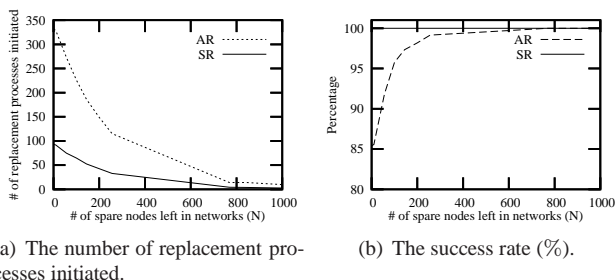 350
300
250
200
150
100
50
0
0 200 400 600 800 1000
# of replacement processes initiated
# of spare nodes left in networks (N)
AR
SR
a) The number of replacement pro-
cesses initiated.
100
95
90
85
80
0 200 400 600 800 1000
Percentage
# of spare nodes left in networks (N)
AR
SR
(b) The success rate (%).